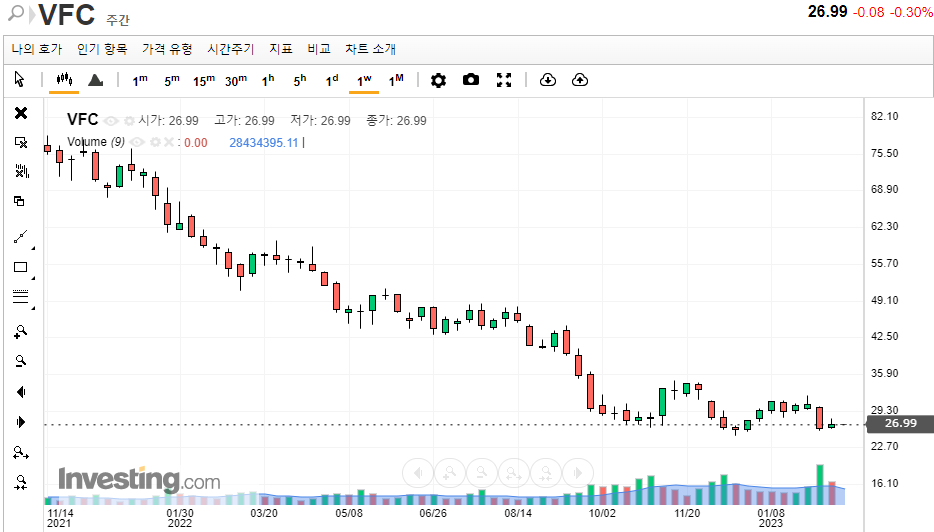 VFC 주간
26.99 -0.08 -0.30%
나의 호가 인기 항목 가격 유형 시간주기 지표 비교 차트 소개
1m 5m 15m 30m 1h 5h 1d 1w 1M
VFC 시가: 26.99 고가: 26.99 저가: 26.99 종가: 26.99
Volume (9) : 0.00 28434395.11
82.10
75.50
68.90
62.30
55.70
49.10
42.50
35.90
29.30
26.99
22.70
16.10
Investing.com
11/14 01/30 03/20 05/08 06/26 08/14 10/02 11/20 01/08
2021 2022 2023